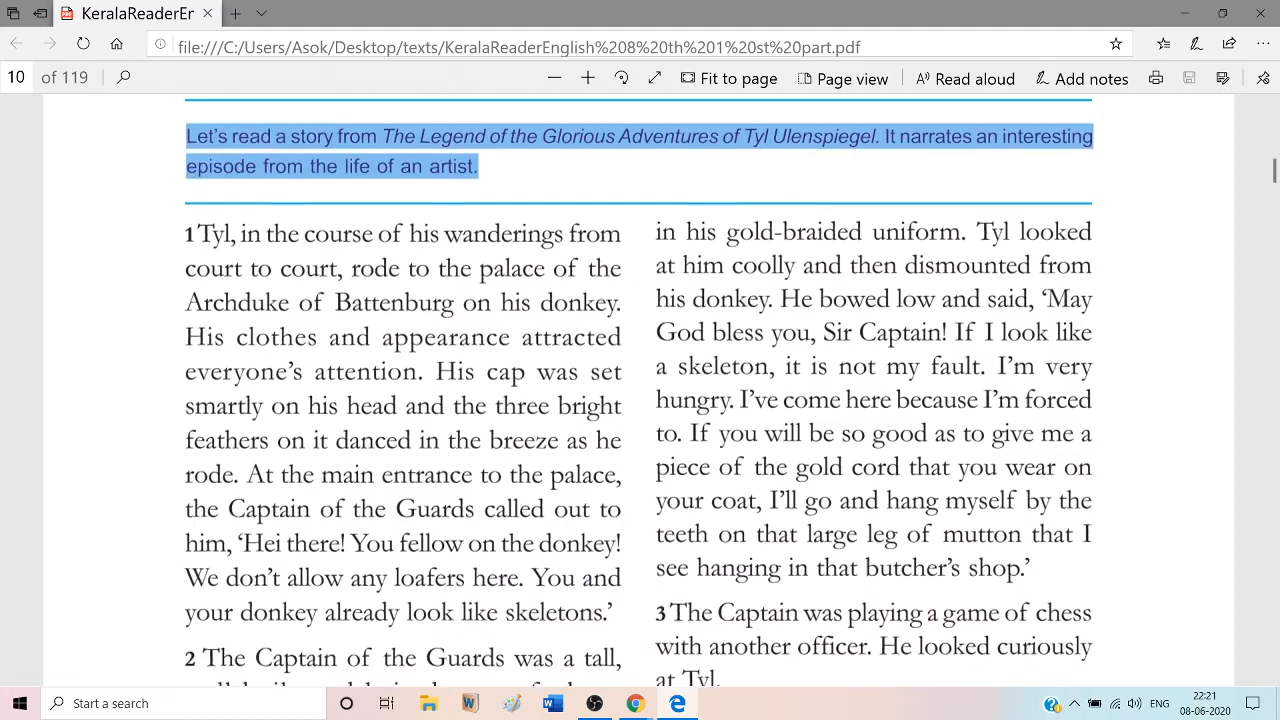 KeralaReaderEr
file:///C:/Users/Asok/Desktop/texts/KeralaReaderEnglish%208%20th%201%20st%20part.pdf
10 of 119 Fit to page Page view Read aloud Add notes
Let's read a story from The Legend of the Glorious Adventures of Tyl Ulenspiegel. It narrates an interesting
episode from the life of an artist.
1 Tyl, in the course of his wanderings from
court to court, rode to the palace of the
Archduke of Battenburg on his donkey.
His clothes and appearance attracted
everyone's attention. His cap was set
smartly on his head and the three bright
feathers on it danced in the breeze as he
rode. At the main entrance to the palace,
the Captain of the Guards called out to
him, 'Hei there! You fellow on the donkey!
We don't allow any loafers here. You and
your donkey already look like skeletons.'
2 The Captain of the Guards was a tall,
in his gold-braided uniform. Tyl looked
at him coolly and then dismounted from
his donkey. He bowed low and said, 'May
God bless you, Sir Captain! If I look like
a skeleton, it is not my fault. I'm very
hungry. I've come here because I'm forced
to. If you will be so good as to give me a
piece of the gold cord that you wear on
your coat, I'll go and hang myself by the
teeth on that large leg of mutton that I
see hanging in that butcher's shop.'
3 The Captain was playing a game of chess
with another officer. He looked curiously
at Tyl.
Start a search
ENG
22:21
08-06-2020